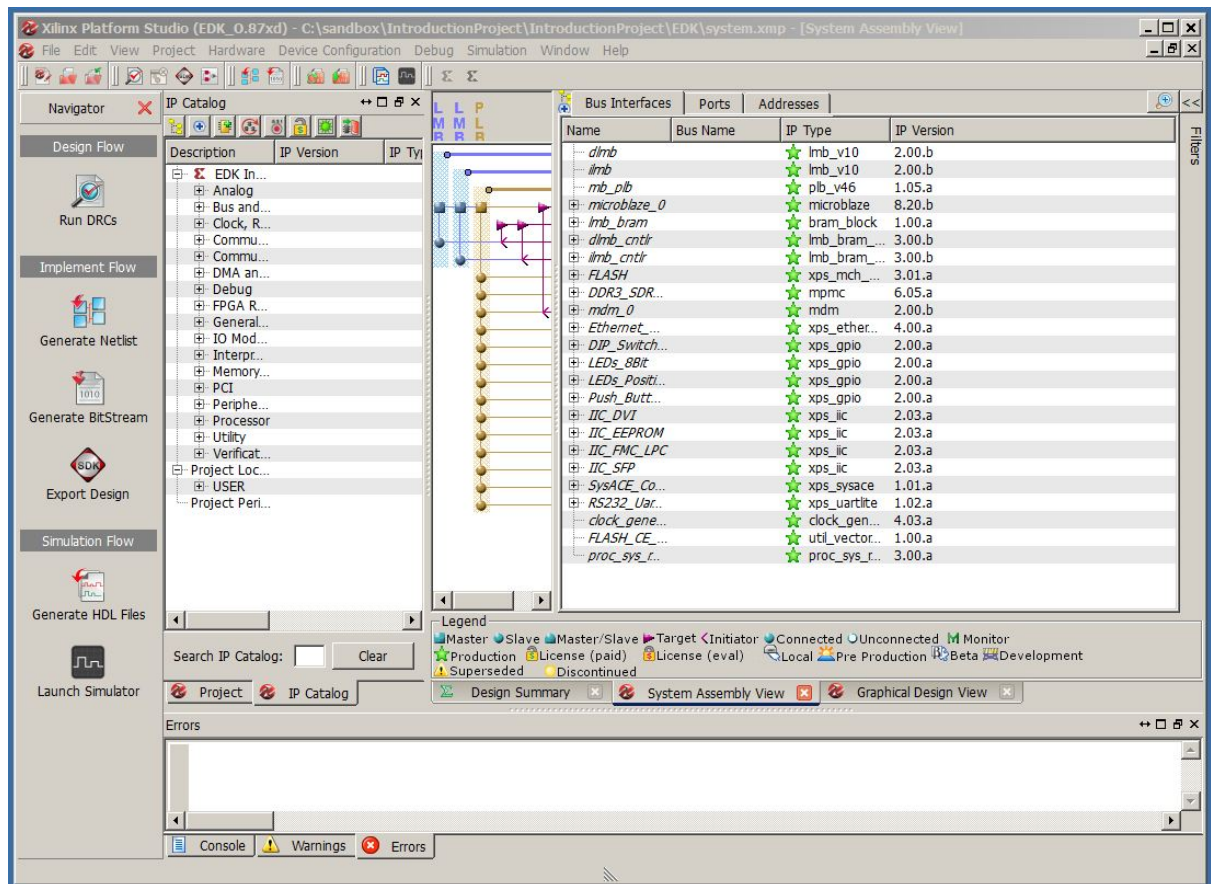 Xilinx Platform Studio (EDK_O.87xd) - C:\sandbox\IntroductionProject\IntroductionProject\EDK\system.xmp - [System Assembly View]
File Edit View Project Hardware Device Configuration Debug Simulation Window Help
Navigator
Design Flow
Run DRCs
Implement Flow
Generate Netlist
1010
Generate BitStream
SDK
Export Design
Simulation Flow
Generate HDL Files
Launch Simulator
IP Catalog
Description IP Version IP Ty
EDK In...
Analog
Bus and...
Clock, R...
Commu...
Commu...
DMA an...
Debug
FPGA R...
General...
IO Mod...
Interpr...
Memory...
PCI
Periphe...
Processor
Utility
Verificat...
Project Loc...
USER
Project Peri...
Search IP Catalog: Clear
Project IP Catalog
L L P
M M L
B B B
Bus Interfaces Ports Addresses
<<
Filters
Name Bus Name IP Type IP Version
dlmb lmb_v10 2.00.b
ilmb lmb_v10 2.00.b
mb_plb plb_v46 1.05.a
microblaze_0 microblaze 8.20.b
lmb_bram bram_block 1.00.a
dlmb_cntlr lmb_bram_... 3.00.b
ilmb_cntlr lmb_bram_... 3.00.b
FLASH xps_mch_... 3.01.a
DDR3_SDR... mpmc 6.05.a
mdm_0 mdm 2.00.b
Ethernet_... xps_ether... 4.00.a
DIP_Switch... xps_gpio 2.00.a
LEDs_8Bit xps_gpio 2.00.a
LEDs_Positi... xps_gpio 2.00.a
Push_Butt... xps_gpio 2.00.a
IIC_DVI xps_iic 2.03.a
IIC_EEPROM xps_iic 2.03.a
IIC_FMC_LPC xps_iic 2.03.a
IIC_SFP xps_iic 2.03.a
SysACE_Co... xps_sysace 1.01.a
RS232_Uar... xps_uartlite 1.02.a
clock_gene... clock_gen... 4.03.a
FLASH_CE_... util_vector... 1.00.a
proc_sys_r... proc_sys_r... 3.00.a
Legend
Master Slave Master/Slave Target Initiator Connected Unconnected M Monitor
Production License (paid) License (eval) Local Pre Production Beta Development
Superseded Discontinued
Design Summary System Assembly View Graphical Design View
Errors
Console Warnings Errors